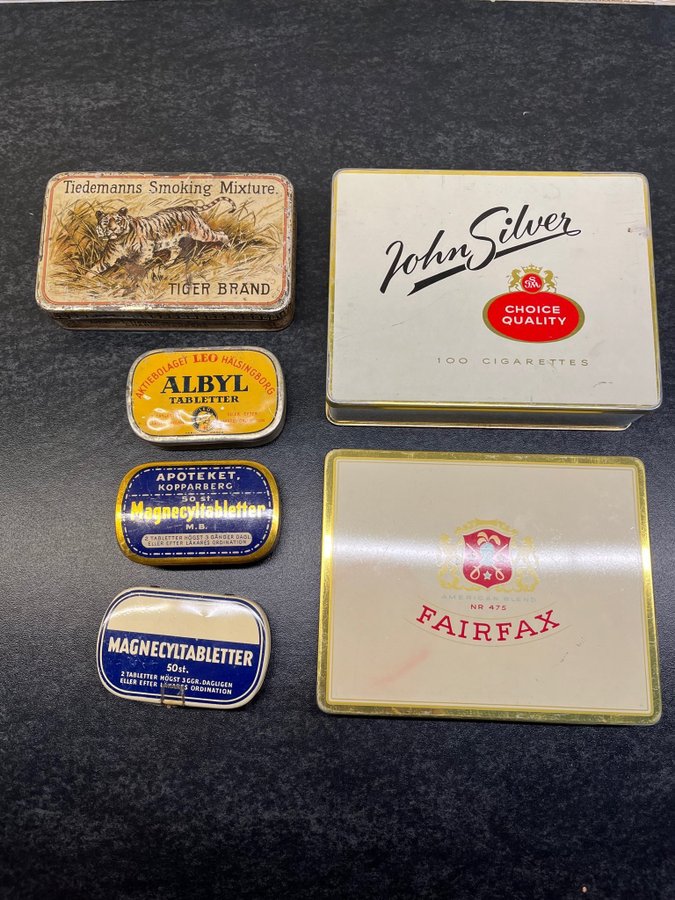 Tiedemanns Smoking Mixture.
TIGER BRAND
John Silver
CHOICE
QUALITY
100 CIGARETTES
AKTIEBOLAGET LEO HÄLSINGBORG
ALBYL
TABLETTER
LEO
APOTEKET,
KOPPARBERG
50 st.
Magnecyltabletter
M.B.
2 TABLETTER HÖGST 3 GÅNGER DAGL.
ELLER EFTER LÄKARES ORDINATION
AMERICAN BLEND
NR 475
FAIRFAX
MAGNECYLTABLETTER
50st.
2 TABLETTER HÖGST 3 GGR. DAGLIGEN
ELLER EFTER LÄKARES ORDINATION